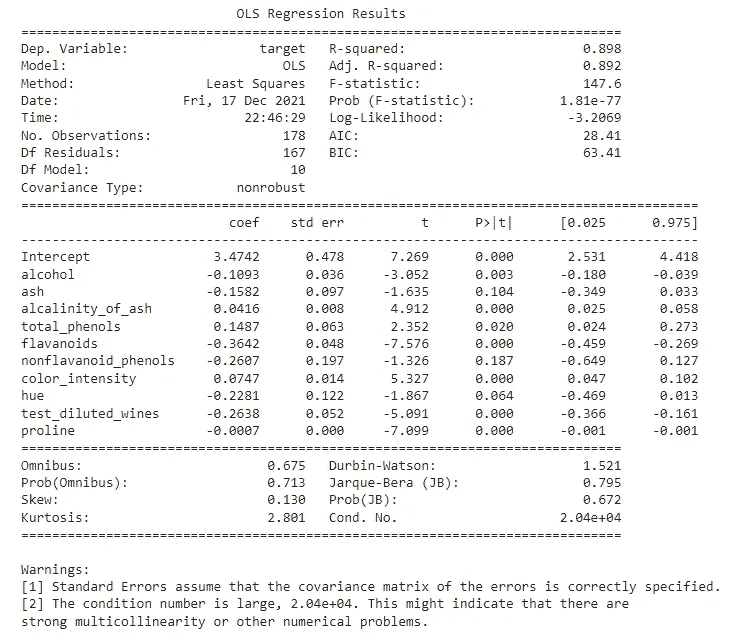 OLS Regression Results
==============================================================================
Dep. Variable: target R-squared: 0.898
Model: OLS Adj. R-squared: 0.892
Method: Least Squares F-statistic: 147.6
Date: Fri, 17 Dec 2021 Prob (F-statistic): 1.81e-77
Time: 22:46:29 Log-Likelihood: -3.2069
No. Observations: 178 AIC: 28.41
Df Residuals: 167 BIC: 63.41
Df Model: 10
Covariance Type: nonrobust
========================================================================================
coef std err t P>|t| [0.025 0.975]
----------------------------------------------------------------------------------------
Intercept 3.4742 0.478 7.269 0.000 2.531 4.418
alcohol -0.1093 0.036 -3.052 0.003 -0.180 -0.039
ash -0.1582 0.097 -1.635 0.104 -0.349 0.033
alcalinity_of_ash 0.0416 0.008 4.912 0.000 0.025 0.058
total_phenols 0.1487 0.063 2.352 0.020 0.024 0.273
flavanoids -0.3642 0.048 -7.576 0.000 -0.459 -0.269
nonflavanoid_phenols -0.2607 0.197 -1.326 0.187 -0.649 0.127
color_intensity 0.0747 0.014 5.327 0.000 0.047 0.102
hue -0.2281 0.122 -1.867 0.064 -0.469 0.013
test_diluted_wines -0.2638 0.052 -5.091 0.000 -0.366 -0.161
proline -0.0007 0.000 -7.099 0.000 -0.001 -0.001
==============================================================================
Omnibus: 0.675 Durbin-Watson: 1.521
Prob(Omnibus): 0.713 Jarque-Bera (JB): 0.795
Skew: 0.130 Prob(JB): 0.672
Kurtosis: 2.801 Cond. No. 2.04e+04
==============================================================================
Warnings:
[1] Standard Errors assume that the covariance matrix of the errors is correctly specified.
[2] The condition number is large, 2.04e+04. This might indicate that there are
strong multicollinearity or other numerical problems.